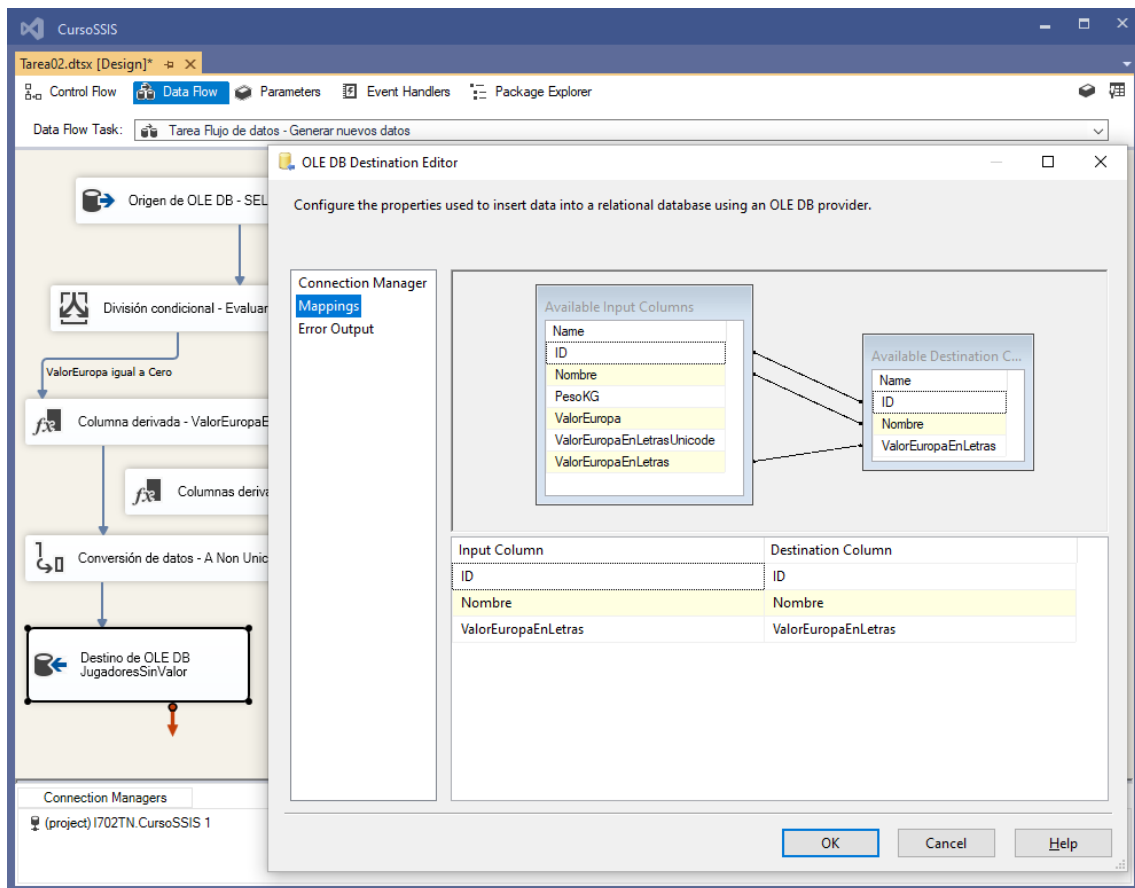 CursoSSIS
Tarea02.dtsx [Design]*
Control Flow Data Flow Parameters Event Handlers Package Explorer
Data Flow Task: Tarea Flujo de datos - Generar nuevos datos
Origen de OLE DB - SEL
División condicional - Evaluar
ValorEuropa igual a Cero
Columna derivada - ValorEuropaE
Columnas deriva
Conversión de datos - A Non Unic
Destino de OLE DB
JugadoresSinValor
Connection Managers
(project) I702TN.CursoSSIS 1
OLE DB Destination Editor
Configure the properties used to insert data into a relational database using an OLE DB provider.
Connection Manager
Mappings
Error Output
Available Input Columns
Name
ID
Nombre
PesoKG
ValorEuropa
ValorEuropaEnLetrasUnicode
ValorEuropaEnLetras
Available Destination C...
Name
ID
Nombre
ValorEuropaEnLetras
Input Column Destination Column
ID ID
Nombre Nombre
ValorEuropaEnLetras ValorEuropaEnLetras
OK Cancel Help